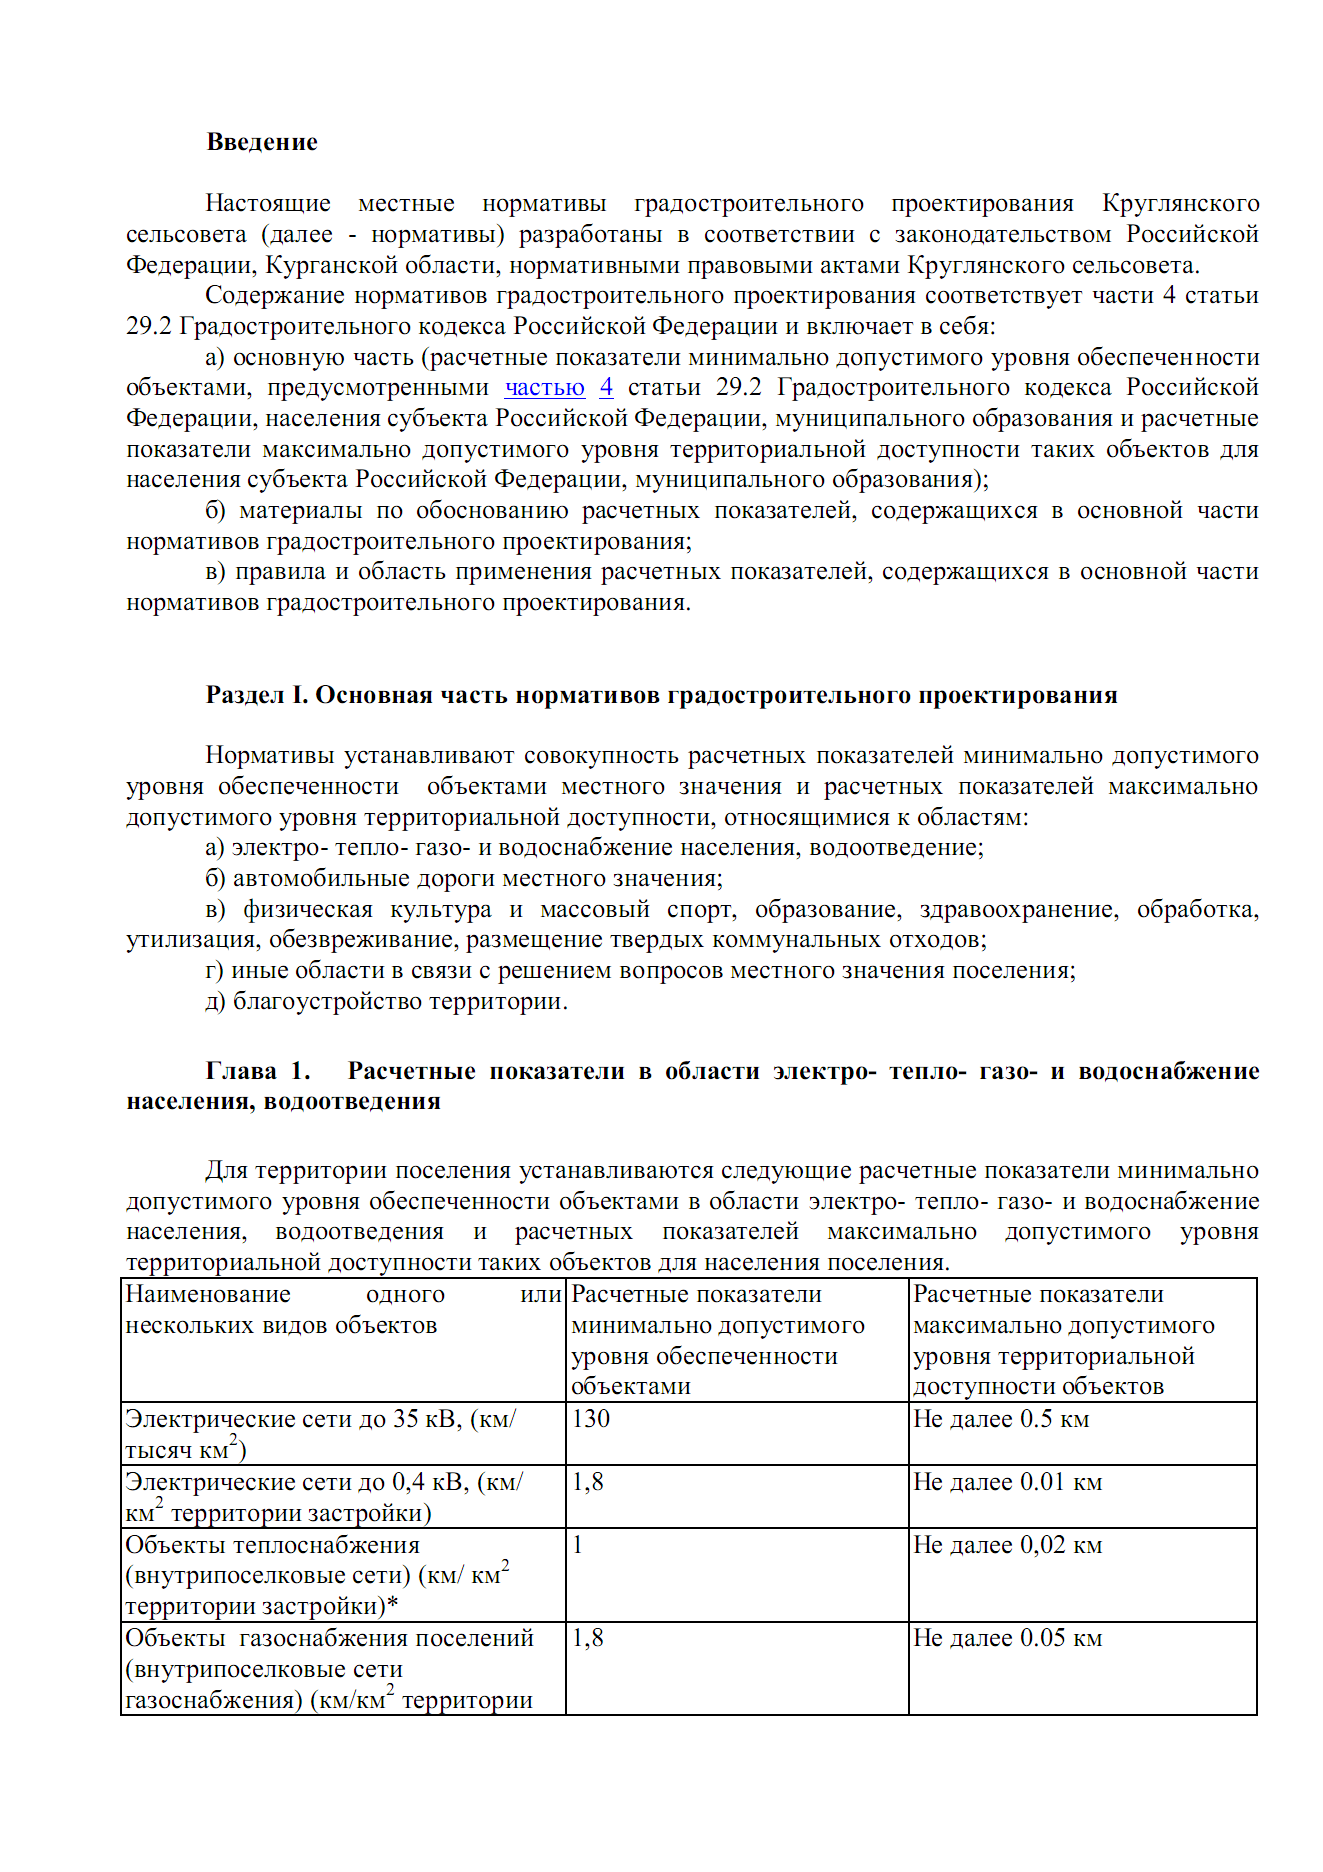 Введение
Настоящие местные нормативы градостроительного проектирования Круглянского
сельсовета (далее - нормативы) разработаны в соответствии с законодательством Российской
Федерации, Курганской области, нормативными правовыми актами Круглянского сельсовета.
Содержание нормативов градостроительного проектирования соответствует части 4 статьи
29.2 Градостроительного кодекса Российской Федерации и включает в себя:
а) основную часть (расчетные показатели минимально допустимого уровня обеспеченности
объектами, предусмотренными частью 4 статьи 29.2 Градостроительного кодекса Российской
Федерации, населения субъекта Российской Федерации, муниципального образования и расчетные
показатели максимально допустимого уровня территориальной доступности таких объектов для
населения субъекта Российской Федерации, муниципального образования);
б) материалы по обоснованию расчетных показателей, содержащихся в основной части
нормативов градостроительного проектирования;
в) правила и область применения расчетных показателей, содержащихся в основной части
нормативов градостроительного проектирования.
Раздел I. Основная часть нормативов градостроительного проектирования
Нормативы устанавливают совокупность расчетных показателей минимально допустимого
уровня обеспеченности объектами местного значения и расчетных показателей максимально
допустимого уровня территориальной доступности, относящимися к областям:
а) электро- тепло- газо- и водоснабжение населения, водоотведение;
б) автомобильные дороги местного значения;
в) физическая культура и массовый спорт, образование, здравоохранение, обработка,
утилизация, обезвреживание, размещение твердых коммунальных отходов;
г) иные области в связи с решением вопросов местного значения поселения;
д) благоустройство территории.
Глава 1. Расчетные показатели в области электро- тепло- газо- и водоснабжение
населения, водоотведения
Для территории поселения устанавливаются следующие расчетные показатели минимально
допустимого уровня обеспеченности объектами в области электро- тепло- газо- и водоснабжение
населения, водоотведения и расчетных показателей максимально допустимого уровня
территориальной доступности таких объектов для населения поселения.
Наименование одного или
нескольких видов объектов
Расчетные показатели
минимально допустимого
уровня обеспеченности
объектами
Расчетные показатели
максимально допустимого
уровня территориальной
доступности объектов
Электрические сети до 35 кВ, (км/
тысяч км²)
130
Не далее 0.5 км
Электрические сети до 0,4 кВ, (км/
км² территории застройки)
1,8
Не далее 0.01 км
Объекты теплоснабжения
(внутрипоселковые сети) (км/ км²
территории застройки)*
1
Не далее 0,02 км
Объекты газоснабжения поселений
(внутрипоселковые сети
газоснабжения) (км/км² территории
1,8
Не далее 0.05 км